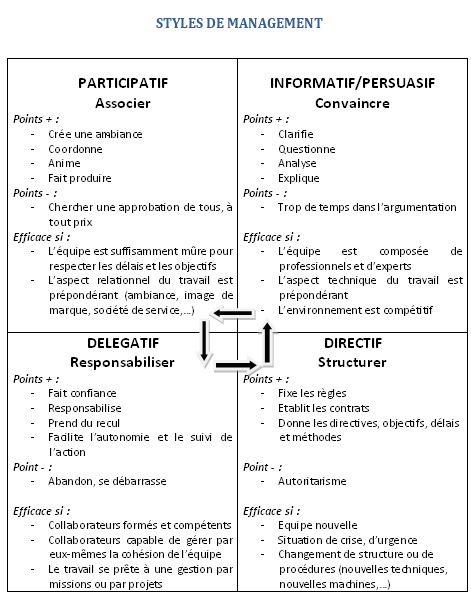 STYLES DE MANAGEMENT
PARTICIPATIF
Associer
Points + :
- Crée une ambiance
- Coordonne
- Anime
- Fait produire
Points - :
- Chercher une approbation de tous, à
tout prix
Efficace si :
- L'équipe est suffisamment mûre pour
respecter les délais et les objectifs
- L'aspect relationnel du travail est
prépondérant (ambiance, image de
marque, société de service,...)
INFORMATIF/PERSUASIF
Convaincre
Points + :
- Clarifie
- Questionne
- Analyse
- Explique
Points - :
- Trop de temps dans l'argumentation
Efficace si :
- L'équipe est composée de
professionnels et d'experts
- L'aspect technique du travail est
prépondérant
- L'environnement est compétitif
DELEGATIF
Responsabiliser
Points + :
- Fait confiance
- Responsabilise
- Prend du recul
- Facilite l'autonomie et le suivi de
l'action
Point - :
- Abandon, se débarrasse
Efficace si :
- Collaborateurs formés et compétents
- Collaborateurs capable de gérer par
eux-mêmes la cohésion de l'équipe
- Le travail se prête à une gestion par
missions ou par projets
DIRECTIF
Structurer
Points + :
- Fixe les règles
- Etablit les contrats
- Donne les directives, objectifs, délais
et méthodes
Point - :
- Autoritarisme
Efficace si :
- Equipe nouvelle
- Situation de crise, d'urgence
- Changement de structure ou de
procédures (nouvelles techniques,
nouvelles machines,...)